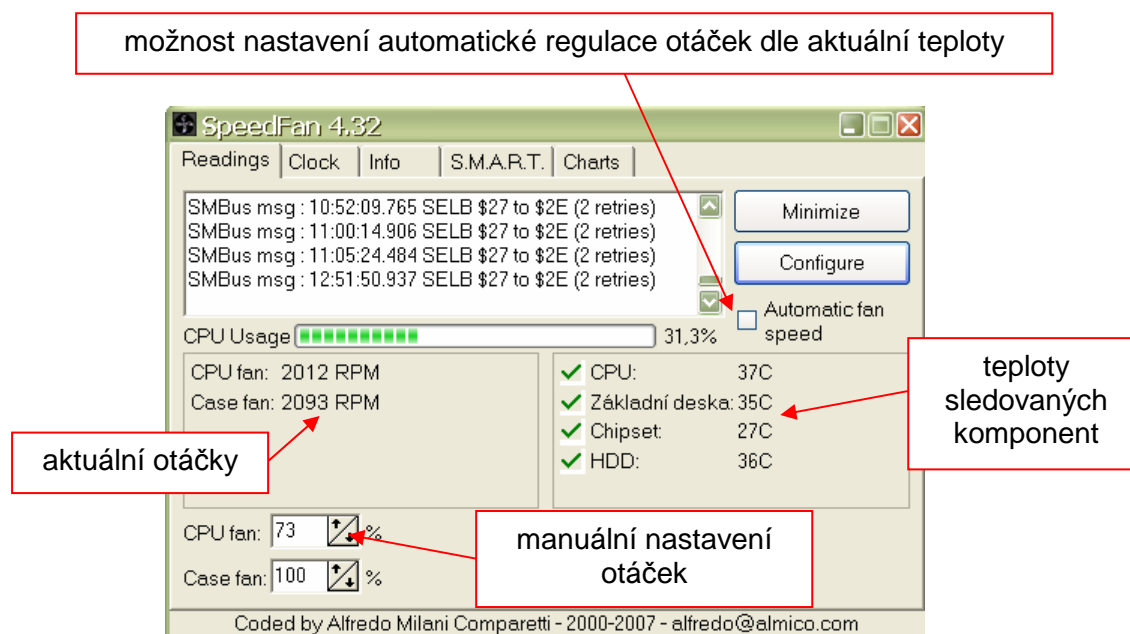 možnost nastavení automatické regulace otáček dle aktuální teploty
SpeedFan 4.32
Readings Clock Info S.M.A.R.T. Charts
SMBus msg : 10:52:09.765 SELB $27 to $2E (2 retries)
SMBus msg : 11:00:14.906 SELB $27 to $2E (2 retries)
SMBus msg : 11:05:24.484 SELB $27 to $2E (2 retries)
SMBus msg : 12:51:50.937 SELB $27 to $2E (2 retries)
Minimize
Configure
Automatic fan
speed
CPU Usage 31,3%
CPU fan: 2012 RPM
Case fan: 2093 RPM
CPU: 37C
Základní deska: 35C
Chipset: 27C
HDD: 36C
teploty
sledovaných
komponent
aktuální otáčky
CPU fan: 73 %
Case fan: 100 %
manuální nastavení
otáček
Coded by Alfredo Milani Comparetti - 2000-2007 - alfredo@almico.com